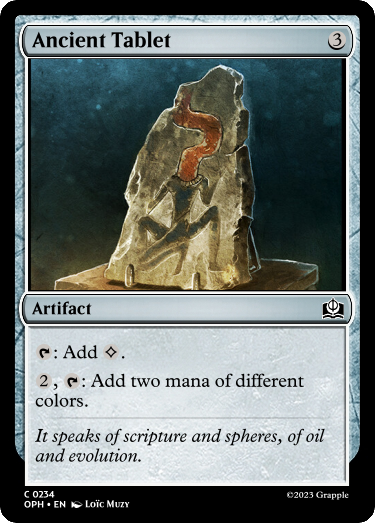 Ancient Tablet 3
Artifact
: Add .
2, : Add two mana of different
colors.
It speaks of scripture and spheres, of oil
and evolution.
C 0234
OPH • EN Loïc Muzy
©2023 Grapple